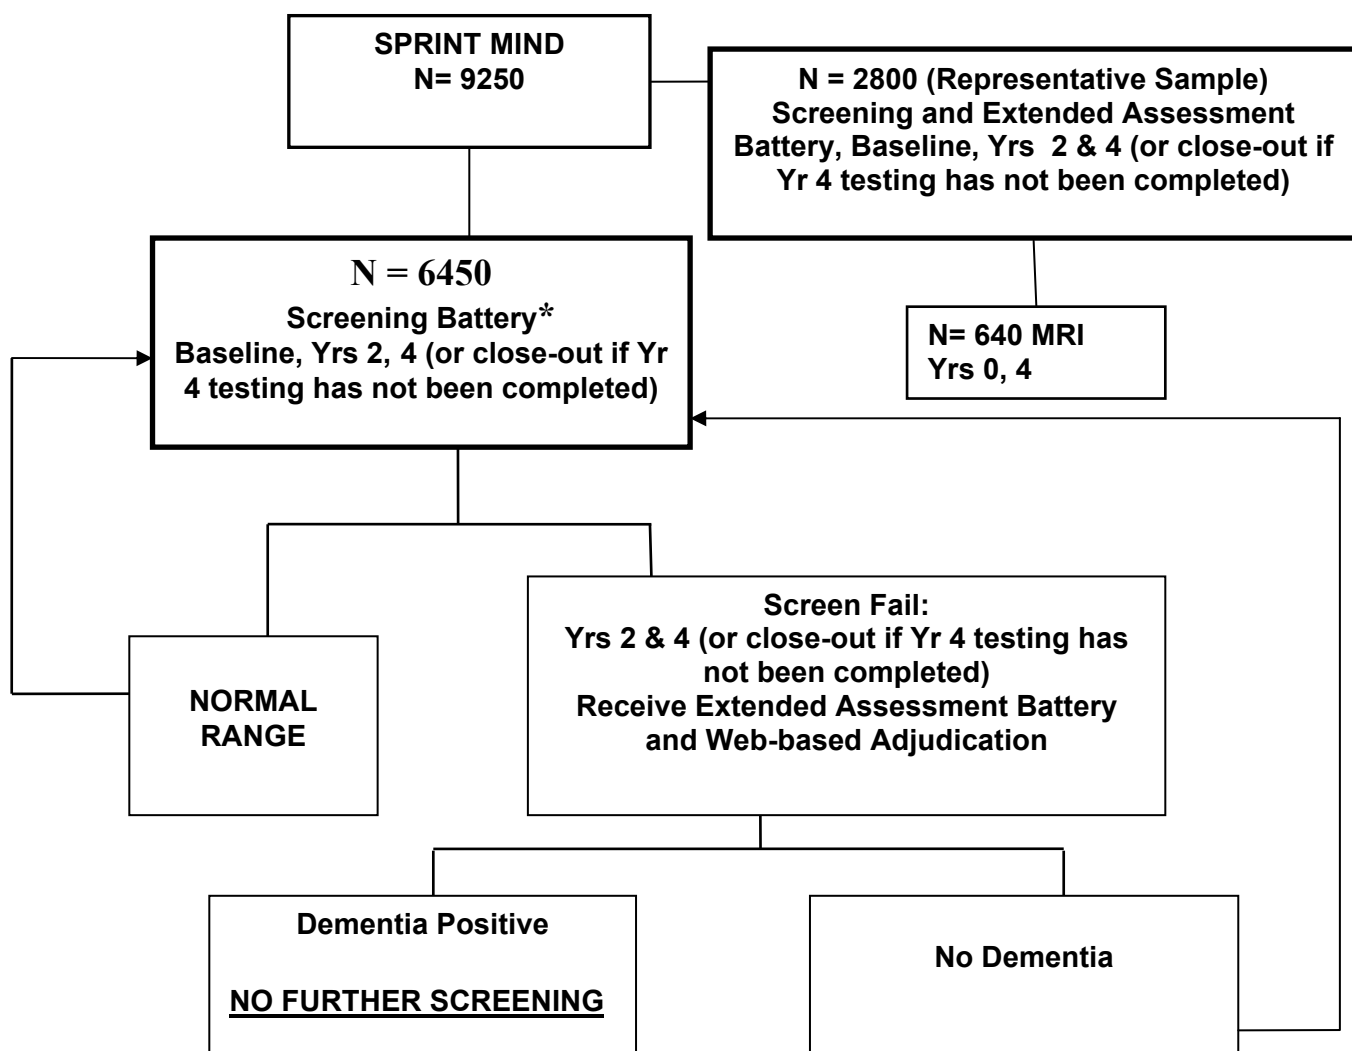 SPRINT MIND
N= 9250
N = 2800 (Representative Sample)
Screening and Extended Assessment
Battery, Baseline, Yrs 2 & 4 (or close-out if
Yr 4 testing has not been completed)
N = 6450
Screening Battery*
Baseline, Yrs 2, 4 (or close-out if Yr
4 testing has not been completed)
N= 640 MRI
Yrs 0, 4
NORMAL
RANGE
Screen Fail:
Yrs 2 & 4 (or close-out if Yr 4 testing has
not been completed)
Receive Extended Assessment Battery
and Web-based Adjudication
Dementia Positive
NO FURTHER SCREENING
No Dementia